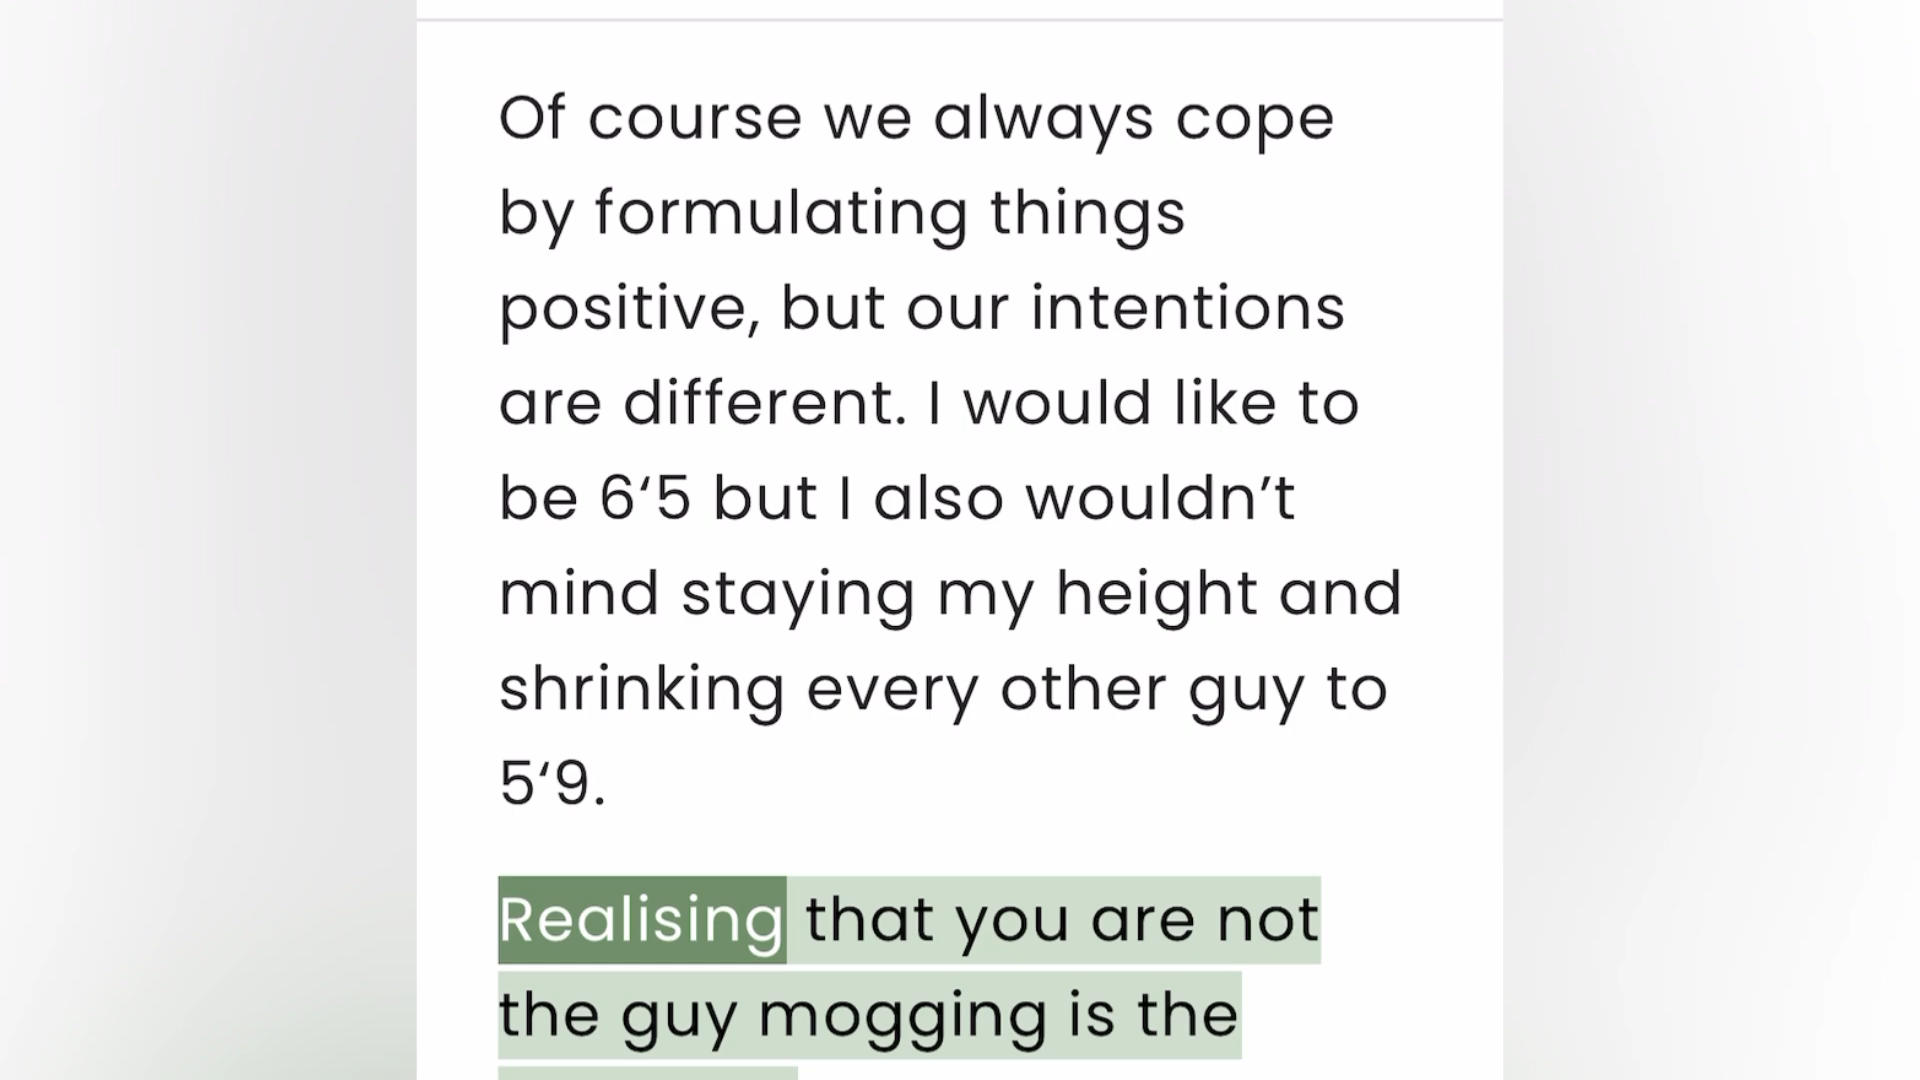 Of course we always cope
by formulating things
positive, but our intentions
are different. I would like to
be 6‘5 but I also wouldn’t
mind staying my height and
shrinking every other guy to
5‘9.
Realising that you are not
the guy mogging is the